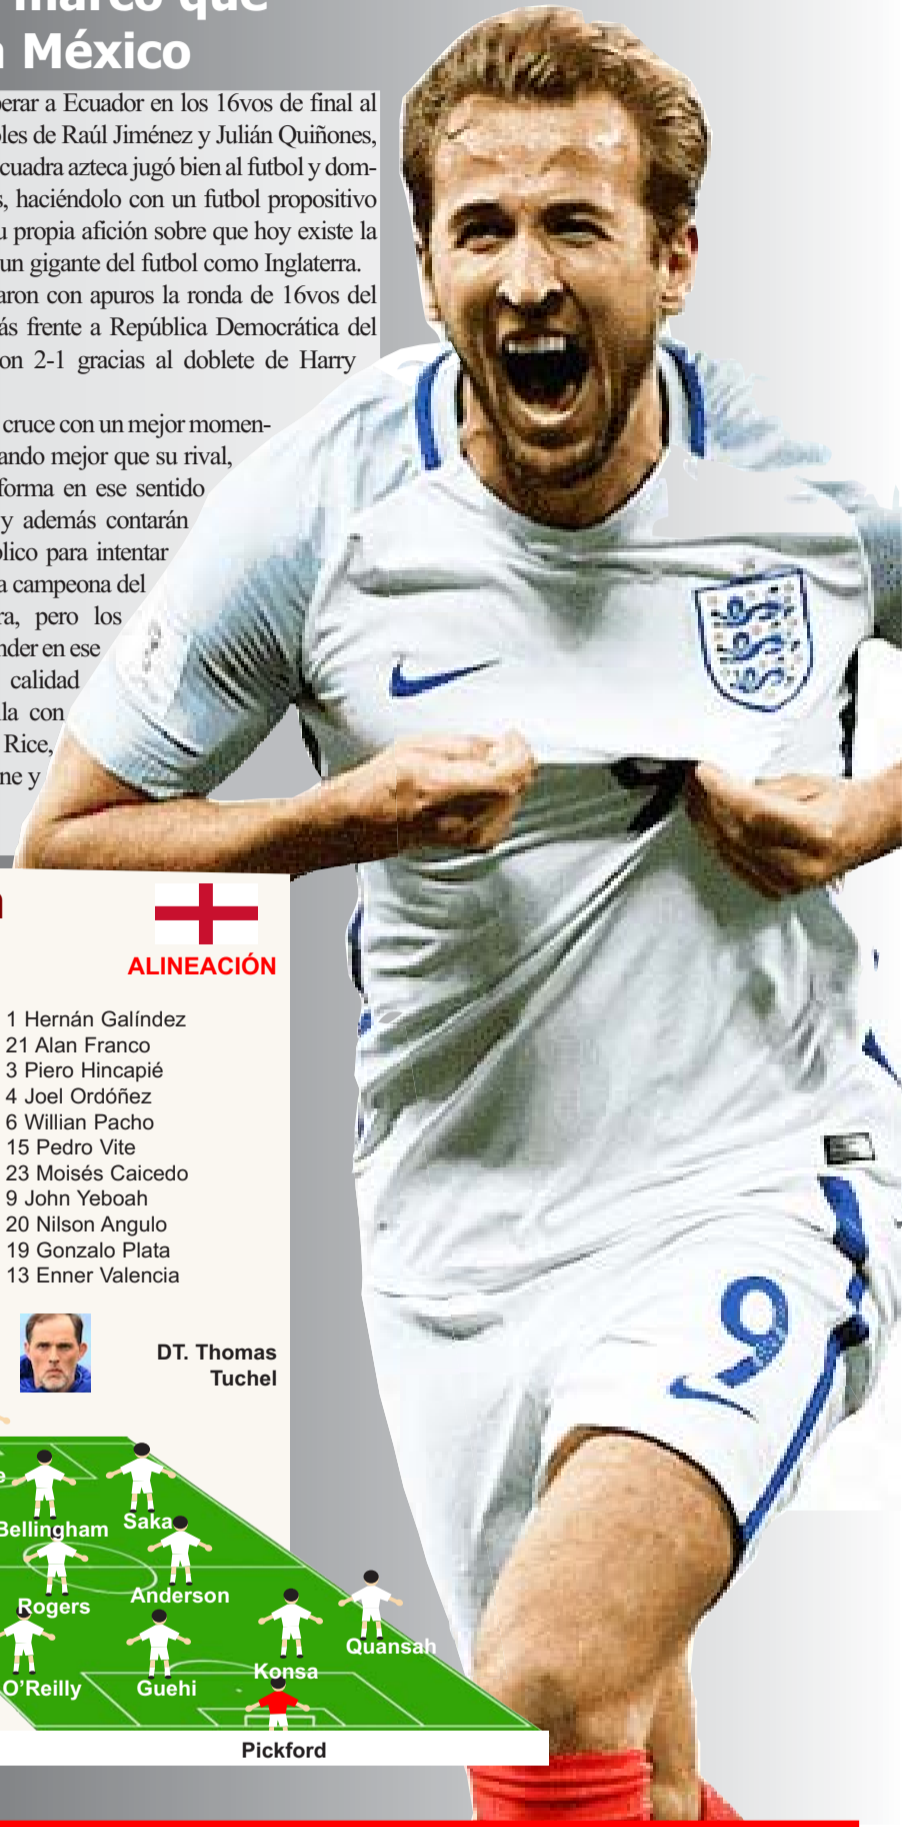 marco que
México
perar a Ecuador en los 16vos de final al
les de Raúl Jiménez y Julián Quiñones,
cuadra azteca jugó bien al futbol y dom-
s, haciéndolo con un futbol propositivo
u propia afición sobre que hoy existe la
un gigante del futbol como Inglaterra.
aron con apuros la ronda de 16vos del
ás frente a República Democrática del
on 2-1 gracias al doblete de Harry
cruce con un mejor momen-
ando mejor que su rival,
forma en ese sentido
y además contarán
lico para intentar
a campeona del
ra, pero los
nder en ese
calidad
lla con
Rice,
ne y
ALINEACIÓN
1 Hernán Galíndez
21 Alan Franco
3 Piero Hincapié
4 Joel Ordóñez
6 Willian Pacho
15 Pedro Vite
23 Moisés Caicedo
9 John Yeboah
20 Nilson Angulo
19 Gonzalo Plata
13 Enner Valencia
DT. Thomas
Tuchel
9
e
Bellingham
Saka
Rogers
Anderson
O'Reilly
Guehi
Konsa
Quansah
Pickford